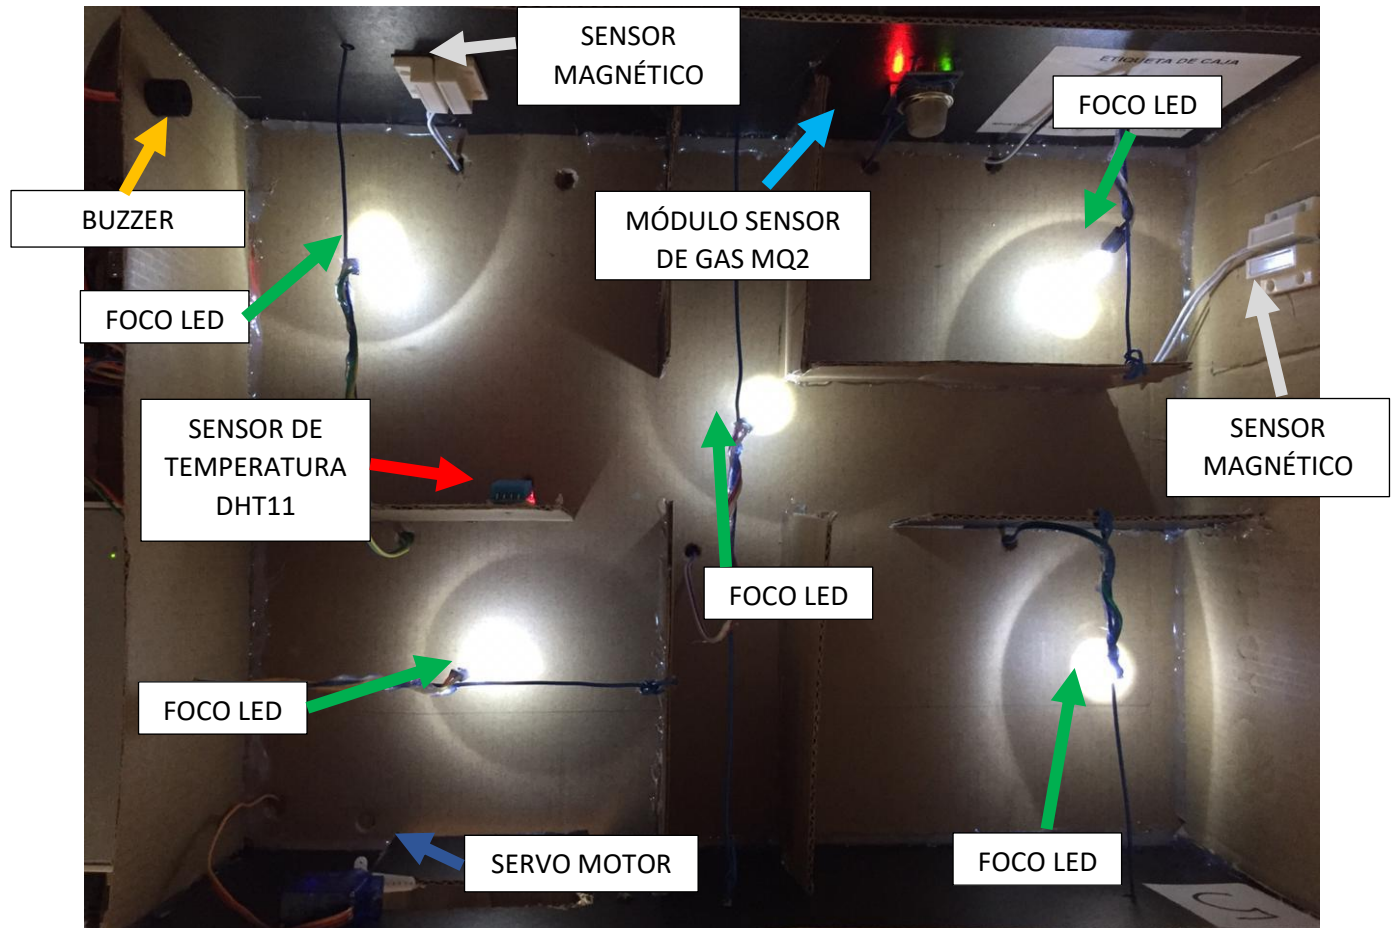 SENSOR
MAGNÉTICO
ETIQUETA DE CAJA
FOCO LED
BUZZER
MÓDULO SENSOR
DE GAS MQ2
FOCO LED
SENSOR DE
TEMPERATURA
DHT11
SENSOR
MAGNÉTICO
FOCO LED
FOCO LED
SERVO MOTOR
FOCO LED